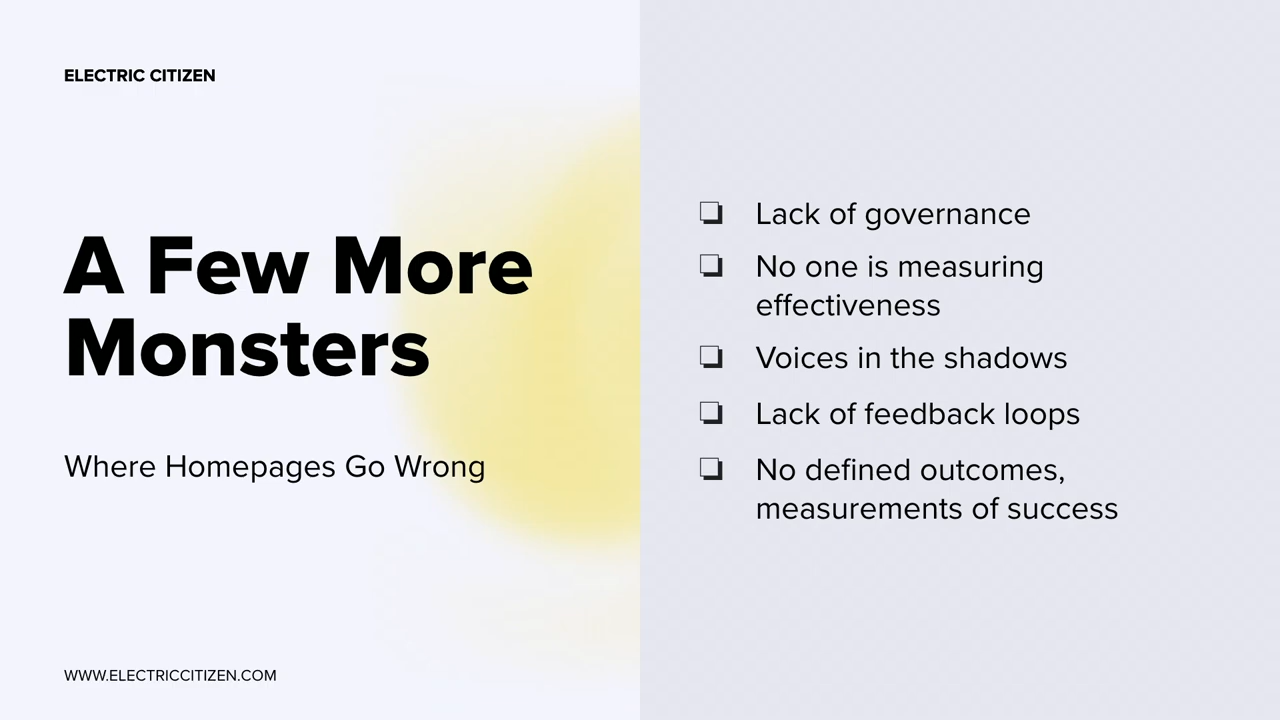 ELECTRIC CITIZEN
A Few More
Monsters
Where Homepages Go Wrong
WWW.ELECTRICCITIZEN.COM
❏ Lack of governance
❏ No one is measuring
effectiveness
❏ Voices in the shadows
❏ Lack of feedback loops
❏ No defined outcomes,
measurements of success